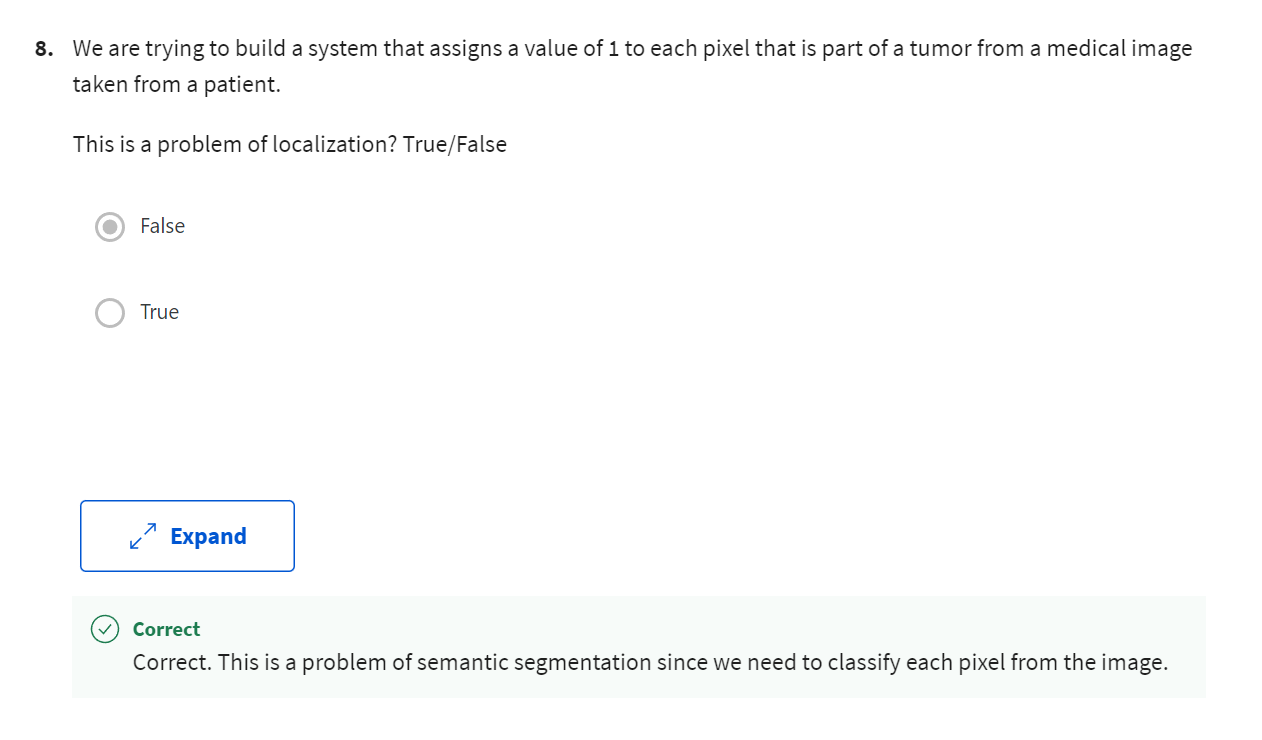 8. We are trying to build a system that assigns a value of 1 to each pixel that is part of a tumor from a medical image
taken from a patient.
This is a problem of localization? True/False
False
True
Expand
Correct
Correct. This is a problem of semantic segmentation since we need to classify each pixel from the image.